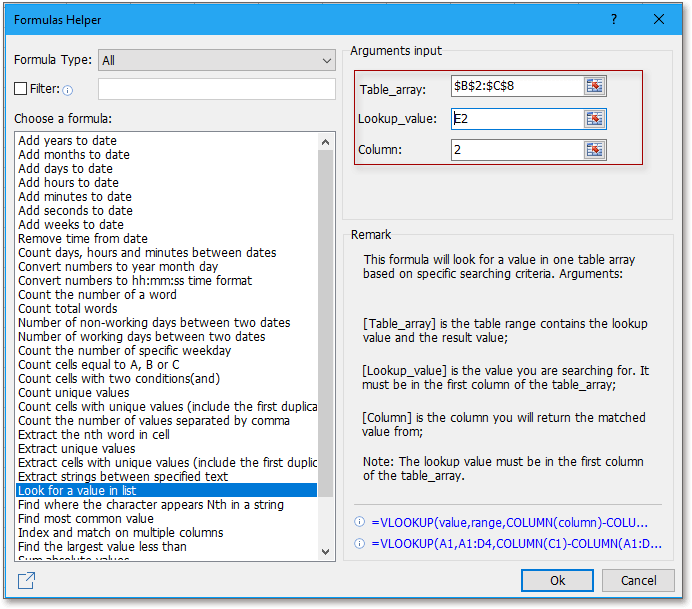 Formulas Helper
?
Formula Type: All
Filter:
Choose a formula:
Add years to date
Add months to date
Add days to date
Add hours to date
Add minutes to date
Add seconds to date
Add weeks to date
Remove time from date
Count days, hours and minutes between dates
Convert numbers to year month day
Convert numbers to hh:mm:ss time format
Count the number of a word
Count total words
Number of non-working days between two dates
Number of working days between two dates
Count the number of specific weekday
Count cells equal to A, B or C
Count cells with two conditions(and)
Count unique values
Count cells with unique values (include the first duplica
Count the number of values separated by comma
Extract the nth word in cell
Extract unique values
Extract cells with unique values (include the first duplic
Extract strings between specified text
Look for a value in list
Find where the character appears Nth in a string
Find most common value
Index and match on multiple columns
Find the largest value less than
Sum absolute values
Arguments input
Table_array: $B$2:$C$8
Lookup_value: E2
Column: 2
Remark
This formula will look for a value in one table array
based on specific searching criteria. Arguments:
[Table_array] is the table range contains the lookup
value and the result value;
[Lookup_value] is the value you are searching for. It
must be in the first column of the table_array;
[Column] is the column you will return the matched
value from;
Note: The lookup value must be in the first column
of the table_array.
=VLOOKUP(value,range,COLUMN(column)-COLU...
=VLOOKUP(A1,A1:D4,COLUMN(C1)-COLUMN(A1:D...
Ok
Cancel